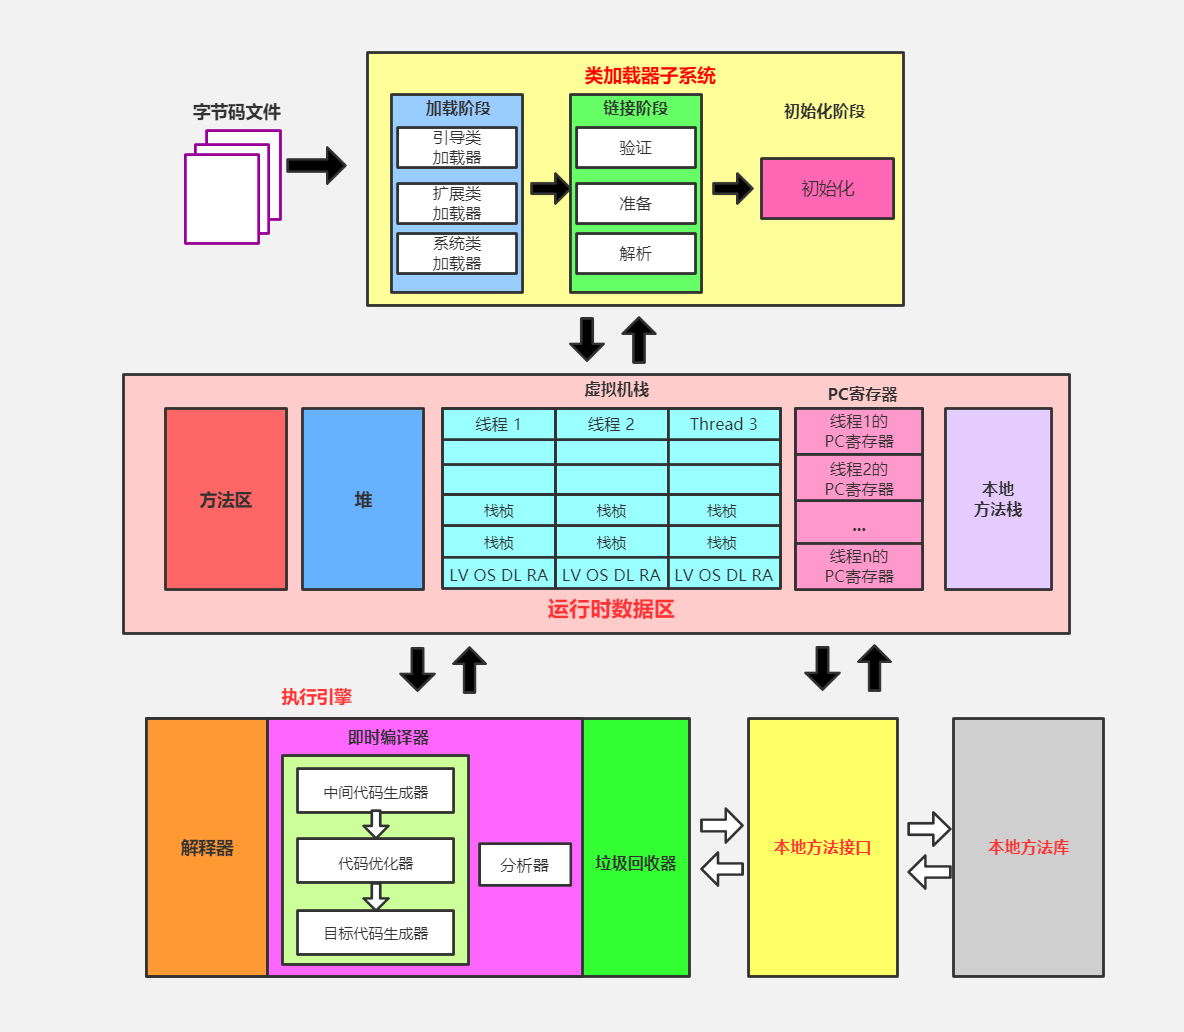 字节码文件
类加载器子系统
加载阶段
引导类
加载器
扩展类
加载器
系统类
加载器
链接阶段
验证
准备
解析
初始化阶段
初始化
方法区
堆
虚拟机栈
线程 1
线程 2
Thread 3
栈桢
栈桢
栈桢
栈桢
栈桢
栈桢
LV OS DL RA
LV OS DL RA
LV OS DL RA
PC寄存器
线程1的
PC寄存器
线程2的
PC寄存器
...
线程n的
PC寄存器
本地
方法栈
运行时数据区
执行引擎
解释器
即时编译器
中间代码生成器
代码优化器
目标代码生成器
分析器
垃圾回收器
本地方法接口
本地方法库